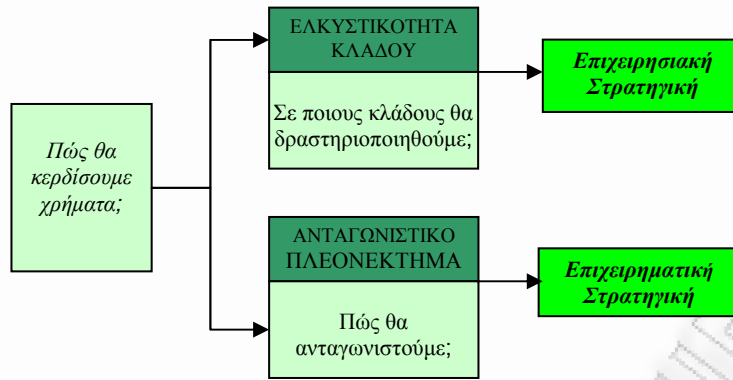 Πώς θα
κερδίσουμε
χρήματα;
ΕΛΚΥΣΤΙΚΟΤΗΤΑ
ΚΛΑΔΟΥ
Σε ποιους κλάδους θα
δραστηριοποιηθούμε;
Επιχειρησιακή
Στρατηγική
ΑΝΤΑΓΩΝΙΣΤΙΚΟ
ΠΛΕΟΝΕΚΤΗΜΑ
Πώς θα
ανταγωνιστούμε;
Επιχειρηματική
Στρατηγική